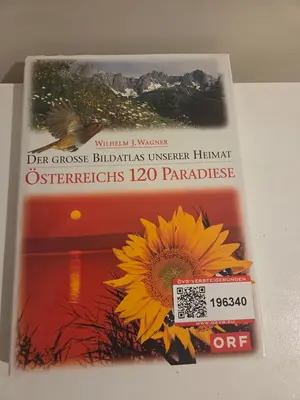 WILHELM J. WAGNER
DER GROSSE BILDATLAS UNSERER HEIMAT
ÖSTERREICHS 120 PARADIESE
196340
ORF